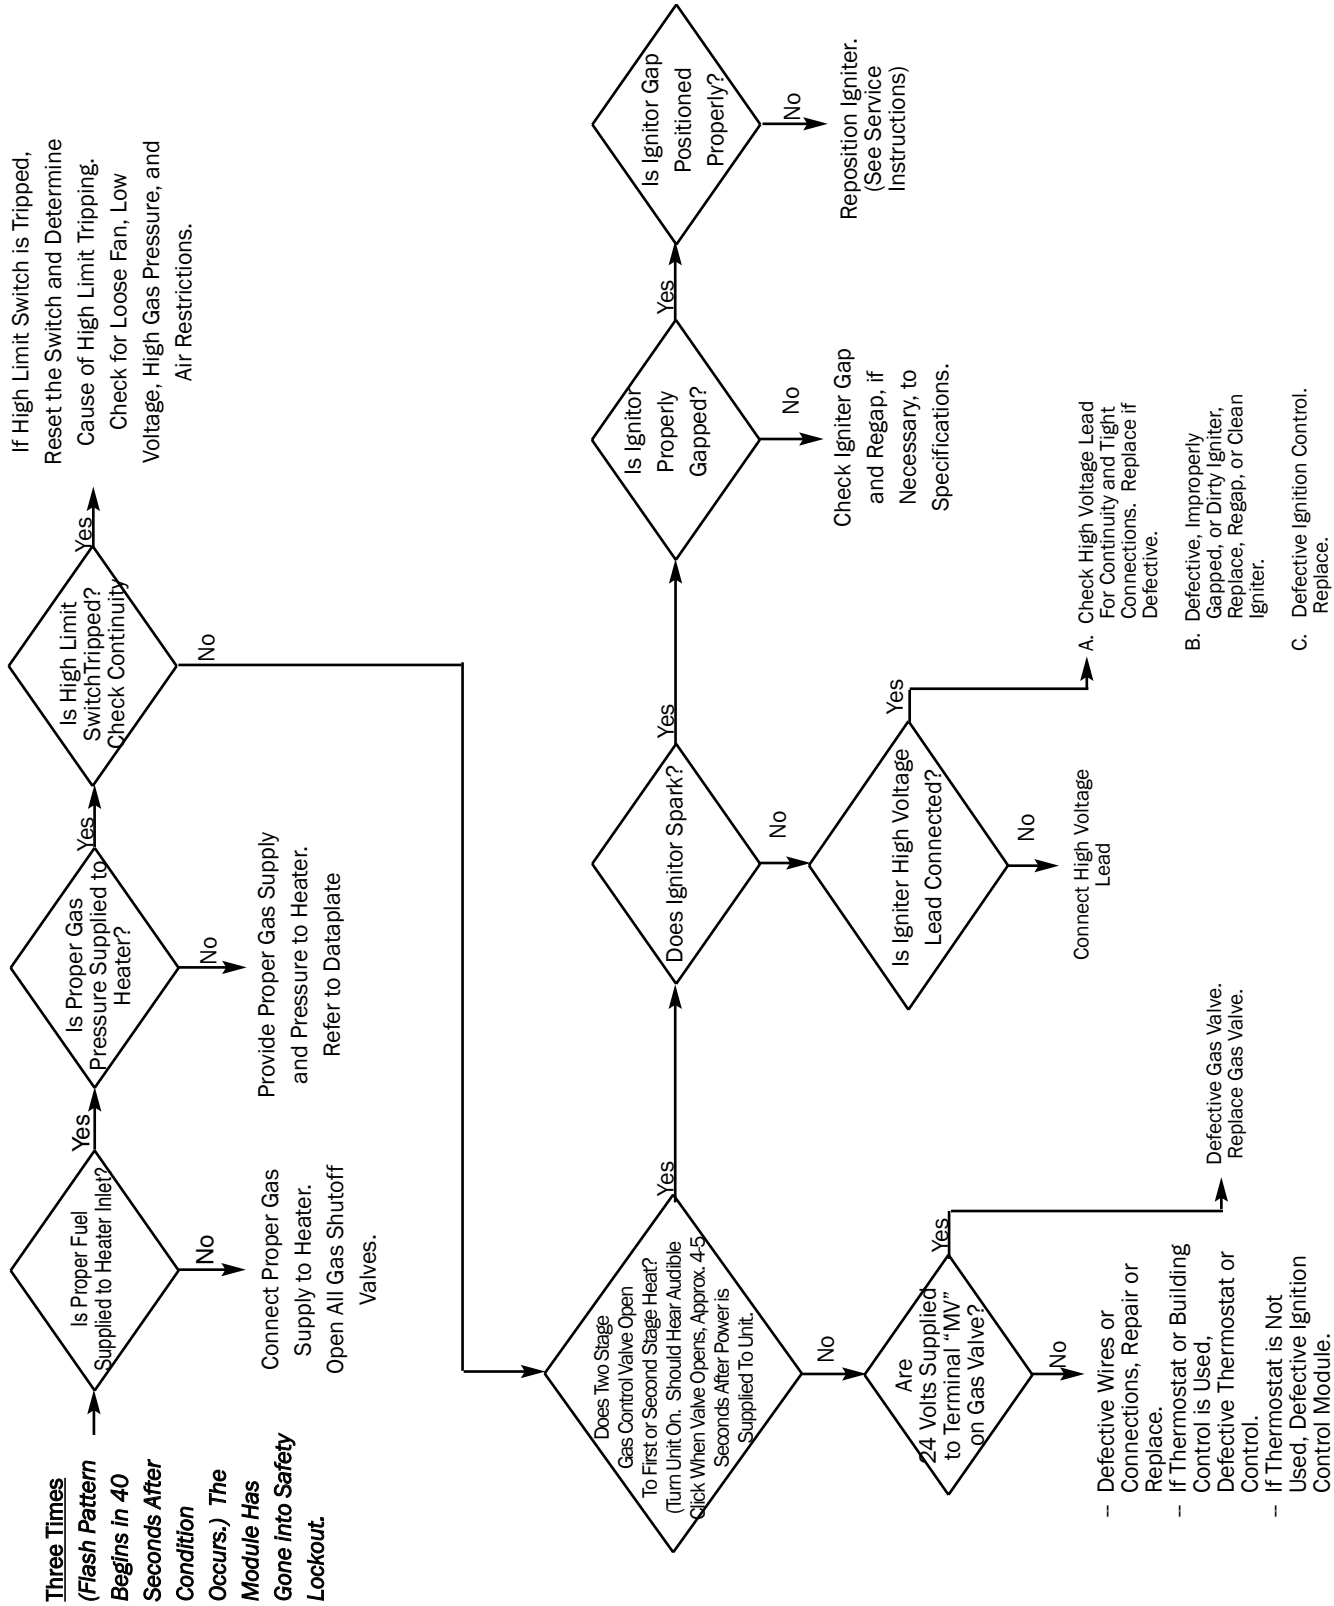 Three Times
(Flash Pattern
Begins in 40
Seconds After
Condition
Occurs.) The
Module Has
Gone into Safety
Lockout.
Is Proper Fuel
Supplied to Heater Inlet?
Yes
No
Connect Proper Gas
Supply to Heater.
Open All Gas Shutoff
Valves.
Is Proper Gas
Pressure Supplied to
Heater?
Yes
No
Provide Proper Gas Supply
and Pressure to Heater.
Refer to Dataplate
Is High Limit
SwitchTripped?
Check Continuity
Yes
No
If High Limit Switch is Tripped,
Reset the Switch and Determine
Cause of High Limit Tripping.
Check for Loose Fan, Low
Voltage, High Gas Pressure, and
Air Restrictions.
Does Two Stage
Gas Control Valve Open
To First or Second Stage Heat?
(Turn Unit On. Should Hear Audible
Click When Valve Opens, Approx. 4-5
Seconds After Power is
Supplied To Unit.
Yes
No
Are
24 Volts Supplied
to Terminal “MV”
on Gas Valve?
Yes
No
Defective Gas Valve.
Replace Gas Valve.
-- Defective Wires or
Connections, Repair or
Replace.
-- If Thermostat or Building
Control is Used,
Defective Thermostat or
Control.
-- If Thermostat is Not
Used, Defective Ignition
Control Module.
Does Ignitor Spark?
Yes
No
Is Igniter High Voltage
Lead Connected?
Yes
No
Connect High Voltage
Lead
A. Check High Voltage Lead
For Continuity and Tight
Connections. Replace if
Defective.
B. Defective, Improperly
Gapped, or Dirty Igniter,
Replace, Regap, or Clean
Igniter.
C. Defective Ignition Control.
Replace.
Is Ignitor
Properly
Gapped?
Yes
No
Check Igniter Gap
and Regap, if
Necessary, to
Specifications.
Is Ignitor Gap
Positioned
Properly?
No
Reposition Igniter.
(See Service
Instructions)